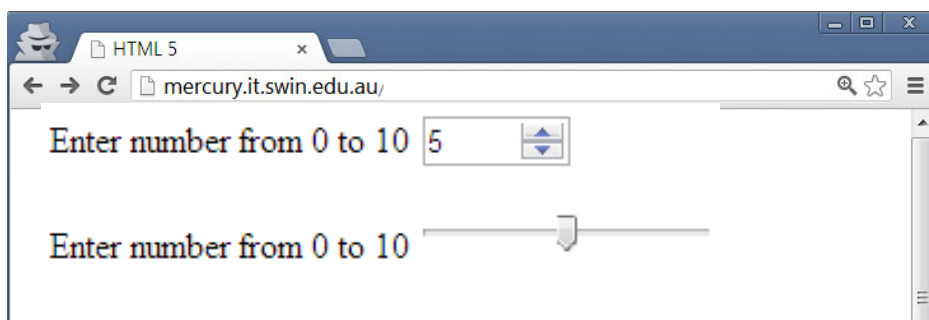 HTML 5
mercury.it.swin.edu.au/
Enter number from 0 to 10 5
Enter number from 0 to 10